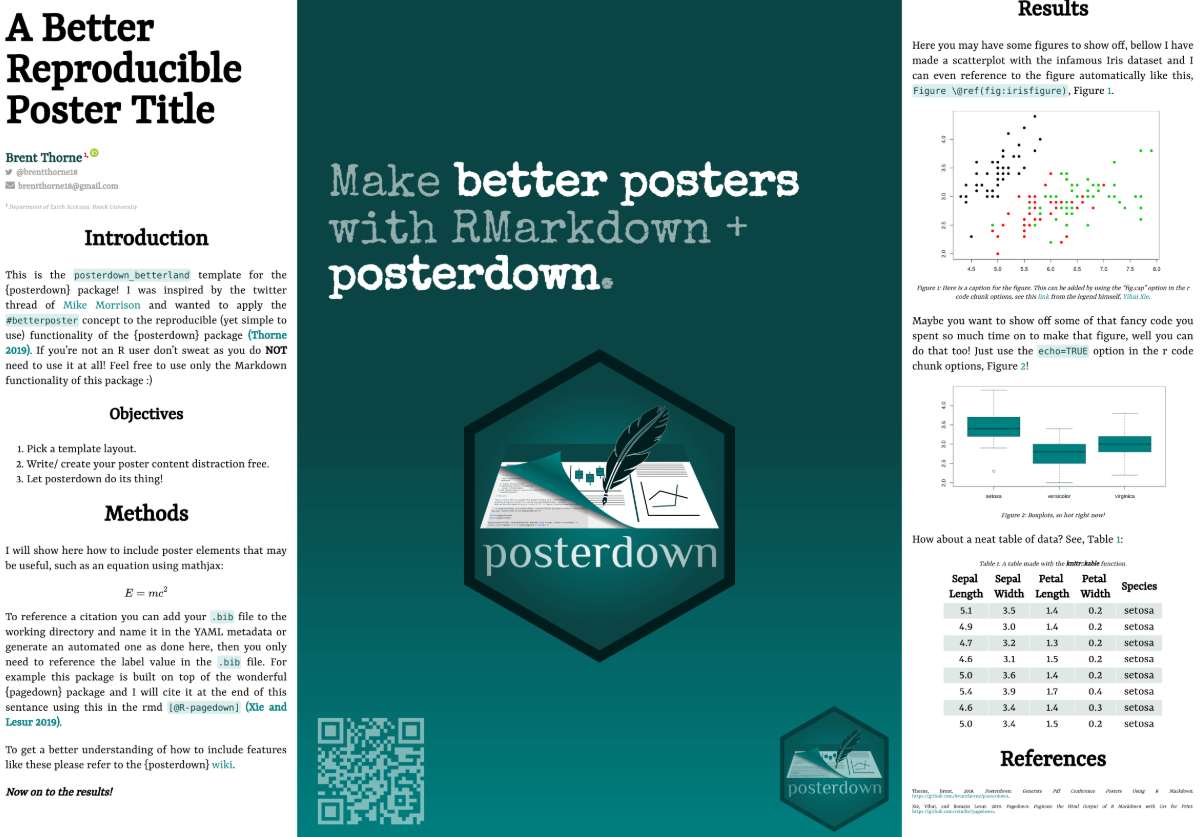 A Better
Reproducible
Poster Title
Brent Thorne 1,
@brentthorne18
brentthorne18@gmail.com
1 Department of Earth Sceicnes, Brock University
Introduction
This is the posterdown_betterland template for the
{posterdown} package! I was inspired by the twitter
thread of Mike Morrison and wanted to apply the
#betterposter concept to the reproducible (yet simple to
use) functionality of the {posterdown} package (Thorne
2019). If you're not an R user don't sweat as you do NOT
need to use it at all! Feel free to use only the Markdown
functionality of this package :)
Objectives
1. Pick a template layout.
2. Write/ create your poster content distraction free.
3. Let posterdown do its thing!
Methods
I will show here how to include poster elements that may
be useful, such as an equation using mathjax:
E = mc²
To reference a citation you can add your .bib file to the
working directory and name it in the YAML metadata or
generate an automated one as done here, then you only
need to reference the label value in the .bib file. For
example this package is built on top of the wonderful
{pagedown} package and I will cite it at the end of this
sentance using this in the rmd [@R-pagedown] (Xie and
Lesur 2019).
To get a better understanding of how to include features
like these please refer to the {posterdown} wiki.
Now on to the results!
Make better posters
with RMarkdown +
posterdown.
posterdown
posterdown
Results
Here you may have some figures to show off, bellow I have
made a scatterplot with the infamous Iris dataset and I
can even reference to the figure automatically like this,
Figure \@ref(fig:irisfigure), Figure 1.
4.0
3.5
3.0
2.5
2.0
4.5 5.0 5.5 6.0 6.5 7.0 7.5 8.0
Figure 1: Here is a caption for the figure. This can be added by using the "fig.cap" option in the r
code chunk options, see this link from the legend himself, Yihui Xie.
Maybe you want to show off some of that fancy code you
spent so much time on to make that figure, well you can
do that too! Just use the echo=TRUE option in the r code
chunk options, Figure 2!
4.0
3.5
3.0
2.5
2.0
setosa versicolor virginica
Figure 2: Boxplots, so hot right now!
How about a neat table of data? See, Table 1:
Table 1: A table made with the knitr::kable function.
Sepal Length Sepal Width Petal Length Petal Width Species
5.1 3.5 1.4 0.2 setosa
4.9 3.0 1.4 0.2 setosa
4.7 3.2 1.3 0.2 setosa
4.6 3.1 1.5 0.2 setosa
5.0 3.6 1.4 0.2 setosa
5.4 3.9 1.7 0.4 setosa
4.6 3.4 1.4 0.3 setosa
5.0 3.4 1.5 0.2 setosa
References
Thorne, Brent. 2019. Posterdown: Generate Pdf Conference Posters Using R Markdown.
https://github.com/brentthorne/posterdown.
Xie, Yihui, and Romain Lesur. 2019. Pagedown: Paginate the Html Output of R Markdown with Css for Print.
https://github.com/rstudio/pagedown.